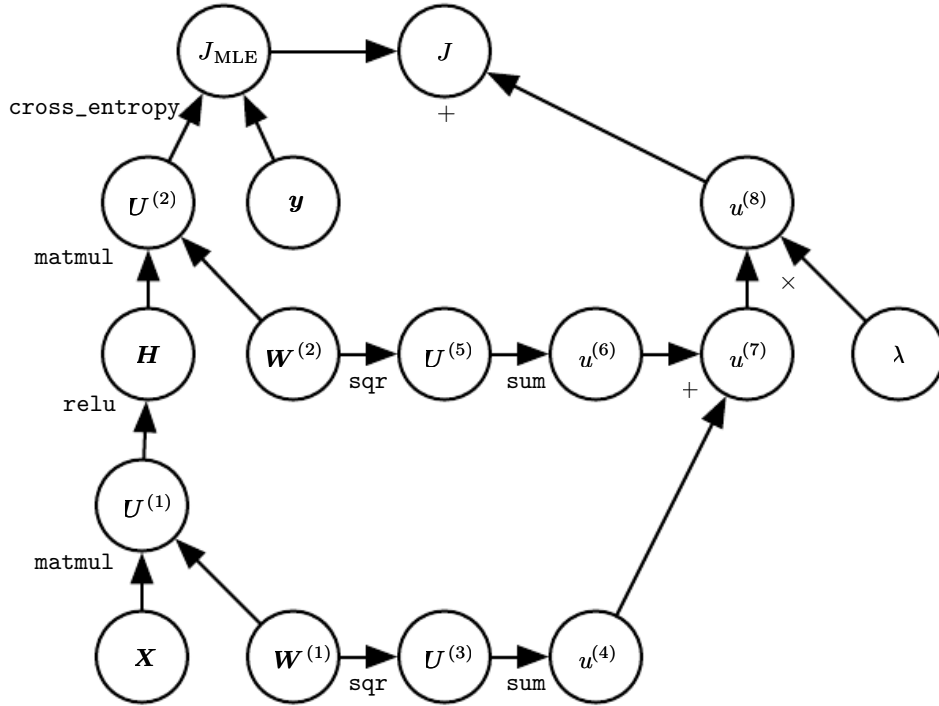 J_MLE J
cross_entropy +
U^(2) y u^(8)
matmul ×
H W^(2) U^(5) u^(6) u^(7) λ
relu sqr sum +
U^(1)
matmul
X W^(1) U^(3) u^(4)
sqr sum